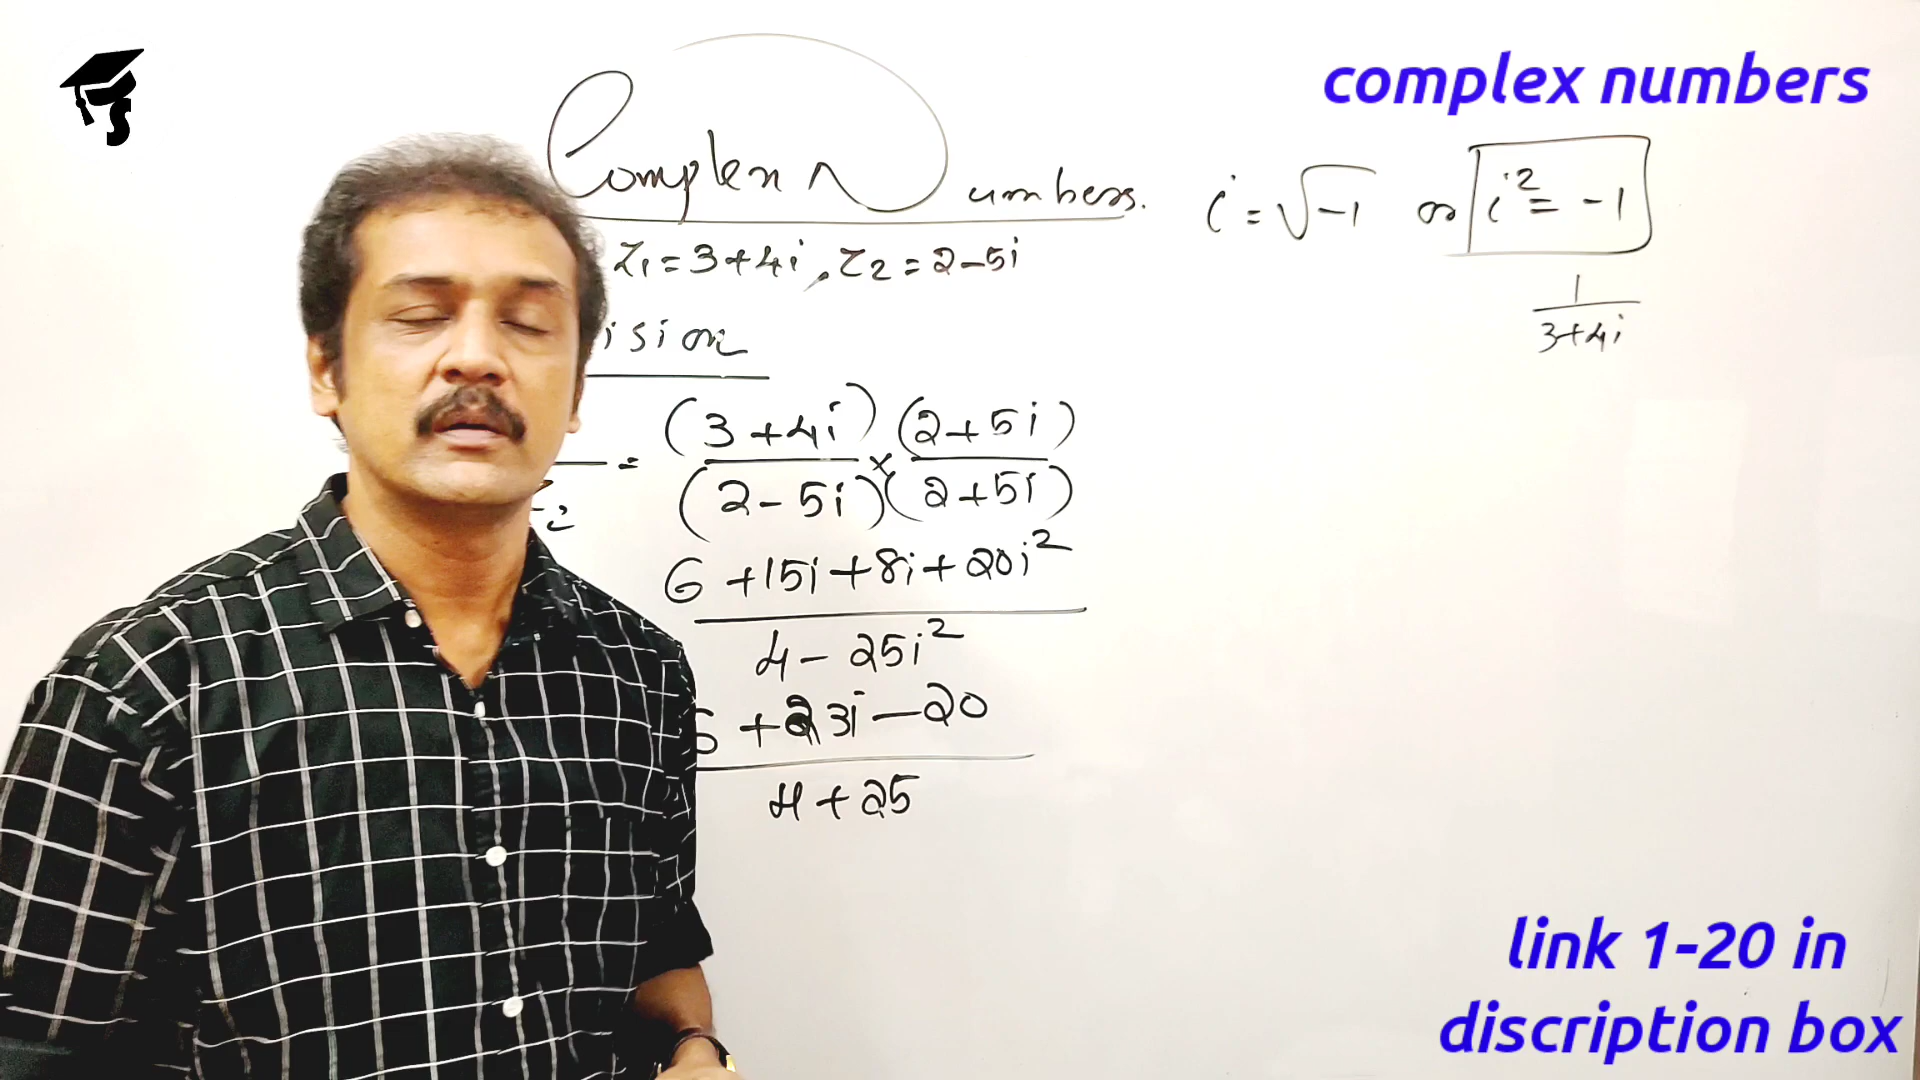 complex numbers
Complex Numbers.
i = √-1 or i² = -1
Z1 = 3+4i, Z2 = 2-5i
1
3+4i
ision
= (3+4i) (2+5i)
×
(2-5i) (2+5i)
6 +15i+8i+20i²
4 - 25i²
6 +23i-20
4+25
link 1-20 in
discription box